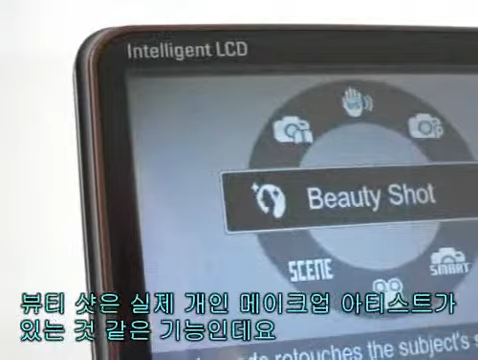 Intelligent LCD
Beauty Shot
SCENE
SMART
retouches the subject's
뷰티 샷은 실제 개인 메이크업 아티스트가
있는 것 같은 기능인데요